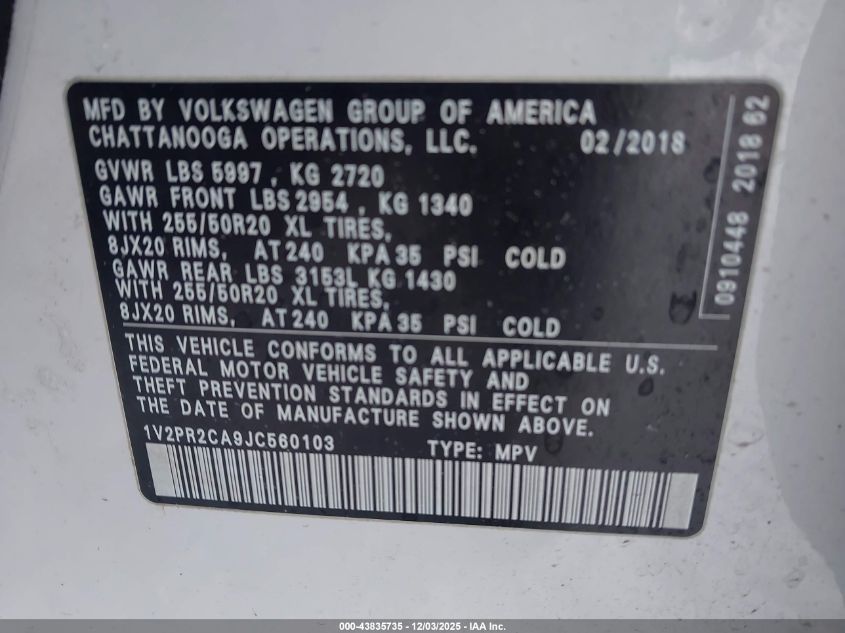 MFD BY VOLKSWAGEN GROUP OF AMERICA
CHATTANOOGA OPERATIONS, LLC. 02/2018
GVWR LBS 5997 , KG 2720
GAWR FRONT LBS 2954 , KG 1340
WITH 255/50R20 XL TIRES,
8JX20 RIMS, AT 240 KPA 35 PSI COLD
GAWR REAR LBS 3153L KG 1430
WITH 255/50R20 XL TIRES,
8JX20 RIMS, AT 240 KPA 35 PSI COLD
THIS VEHICLE CONFORMS TO ALL APPLICABLE U.S.
FEDERAL MOTOR VEHICLE SAFETY AND
THEFT PREVENTION STANDARDS IN EFFECT ON
THE DATE OF MANUFACTURE SHOWN ABOVE.
1V2PR2CA9JC560103 TYPE: MPV
0910448 2018 62
000-43835735 - 12/03/2025 - IAA Inc.